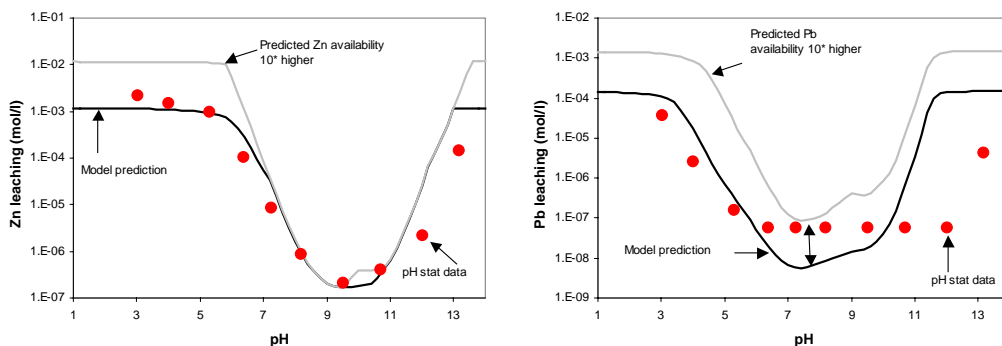 1.E-01
1.E-02
1.E-03
1.E-04
1.E-05
1.E-06
1.E-07
Zn leaching (mol/l)
1 3 5 7 9 11 13
pH
Predicted Zn availability
10* higher
Model prediction
pH stat data
1.E-02
1.E-03
1.E-04
1.E-05
1.E-06
1.E-07
1.E-08
1.E-09
Pb leaching (mol/l)
1 3 5 7 9 11 13
pH
Predicted Pb
availability 10* higher
Model prediction
pH stat data